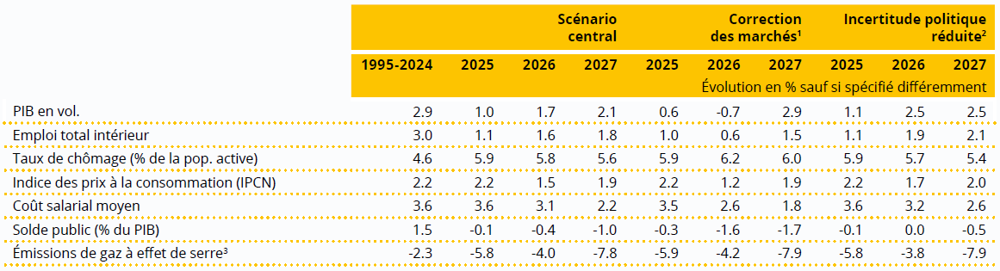 Scénario central Correction des marchés¹ Incertitude politique réduite²
1995-2024 2025 2026 2027 2025 2026 2027 2025 2026 2027
Évolution en % sauf si spécifié différemment
PIB en vol. 2.9 1.0 1.7 2.1 0.6 -0.7 2.9 1.1 2.5 2.5
Emploi total intérieur 3.0 1.1 1.6 1.8 1.0 0.6 1.5 1.1 1.9 2.1
Taux de chômage (% de la pop. active) 4.6 5.9 5.8 5.6 5.9 6.2 6.0 5.9 5.7 5.4
Indice des prix à la consommation (IPCN) 2.2 2.2 1.5 1.9 2.2 1.2 1.9 2.2 1.7 2.0
Coût salarial moyen 3.6 3.6 3.1 2.2 3.5 2.6 1.8 3.6 3.2 2.6
Solde public (% du PIB) 1.5 -0.1 -0.4 -1.0 -0.3 -1.6 -1.7 -0.1 0.0 -0.5
Émissions de gaz à effet de serre³ -2.3 -5.8 -4.0 -7.8 -5.9 -4.2 -7.9 -5.8 -3.8 -7.9